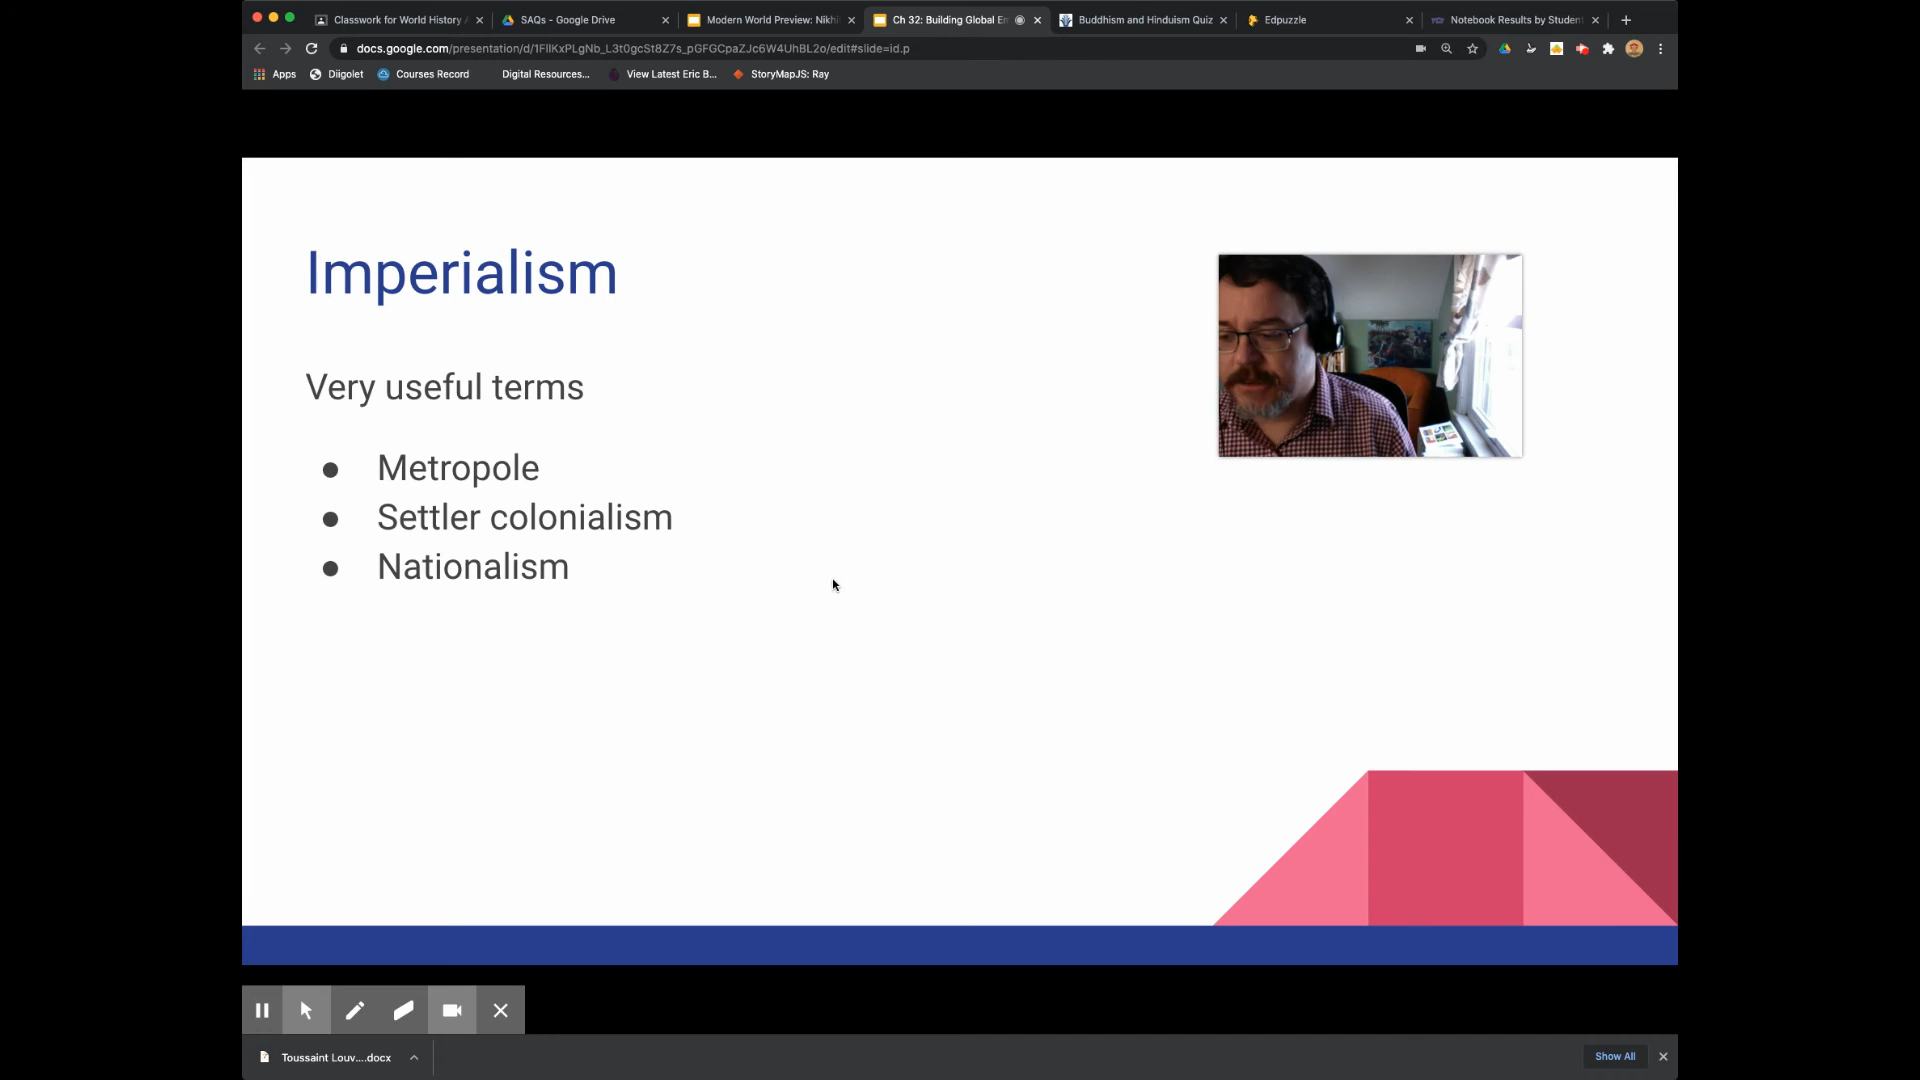 Classwork for World History A
SAQs - Google Drive
Modern World Preview: Nikhi
Ch 32: Building Global Em
Buddhism and Hinduism Quiz
Edpuzzle
Notebook Results by Student
docs.google.com/presentation/d/1FIlKxPLgNb_L3t0gcSt8Z7s_pGFGCpaZJc6W4UhBL2o/edit#slide=id.p
Apps
Diigolet
Courses Record
Digital Resources...
View Latest Eric B...
StoryMapJS: Ray
Imperialism
Very useful terms
● Metropole
● Settler colonialism
● Nationalism
Toussaint Louv....docx
Show All